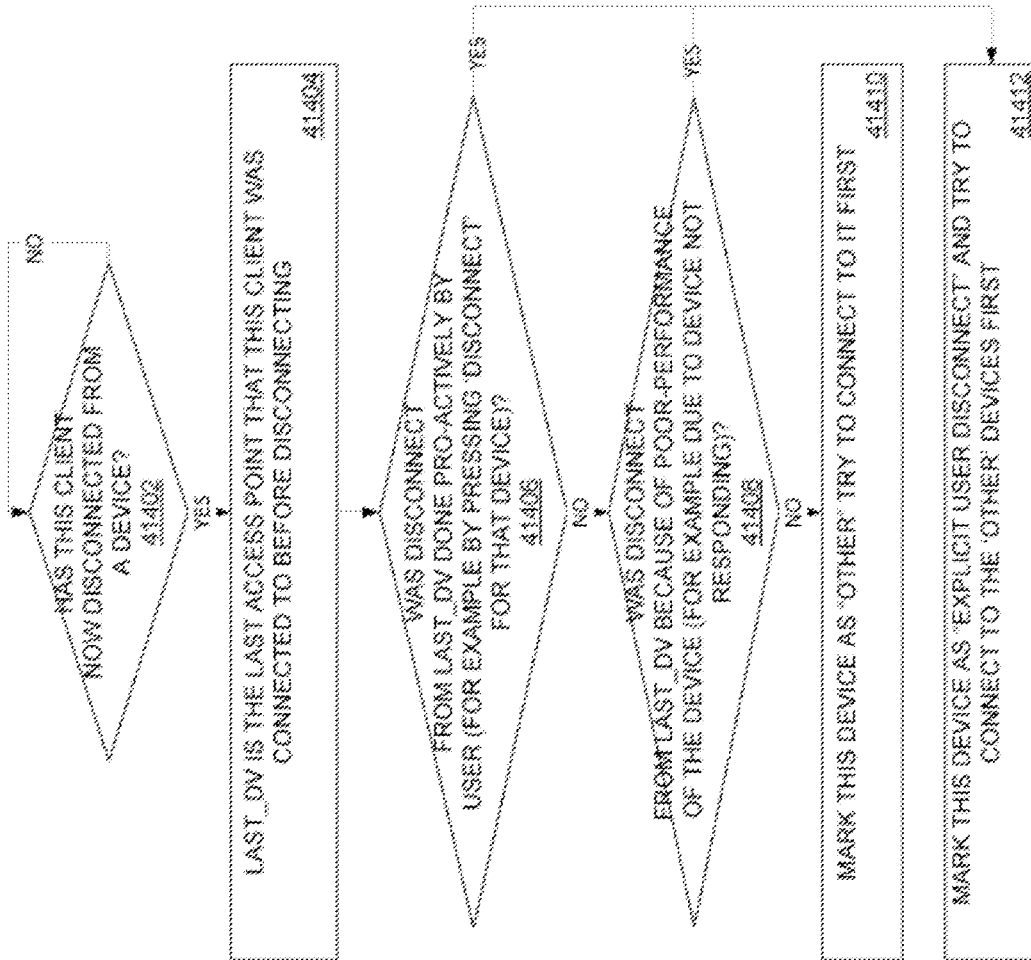 HAS THIS CLIENT
NOW DISCONNECTED FROM
A DEVICE?
41402
NO
YES
LAST_DV IS THE LAST ACCESS POINT THAT THIS CLIENT WAS
CONNECTED TO BEFORE DISCONNECTING
41404
WAS DISCONNECT
FROM LAST_DV DONE PRO-ACTIVELY BY
USER (FOR EXAMPLE BY PRESSING 'DISCONNECT'
FOR THAT DEVICE)?
41406
YES
NO
WAS DISCONNECT
FROM LAST_DV BECAUSE OF POOR-PERFORMANCE
OF THE DEVICE (FOR EXAMPLE DUE TO DEVICE NOT
RESPONDING)?
41408
YES
NO
MARK THIS DEVICE AS "OTHER" TRY TO CONNECT TO IT FIRST
41410
MARK THIS DEVICE AS "EXPLICIT USER DISCONNECT" AND TRY TO
CONNECT TO THE 'OTHER' DEVICES FIRST
41412